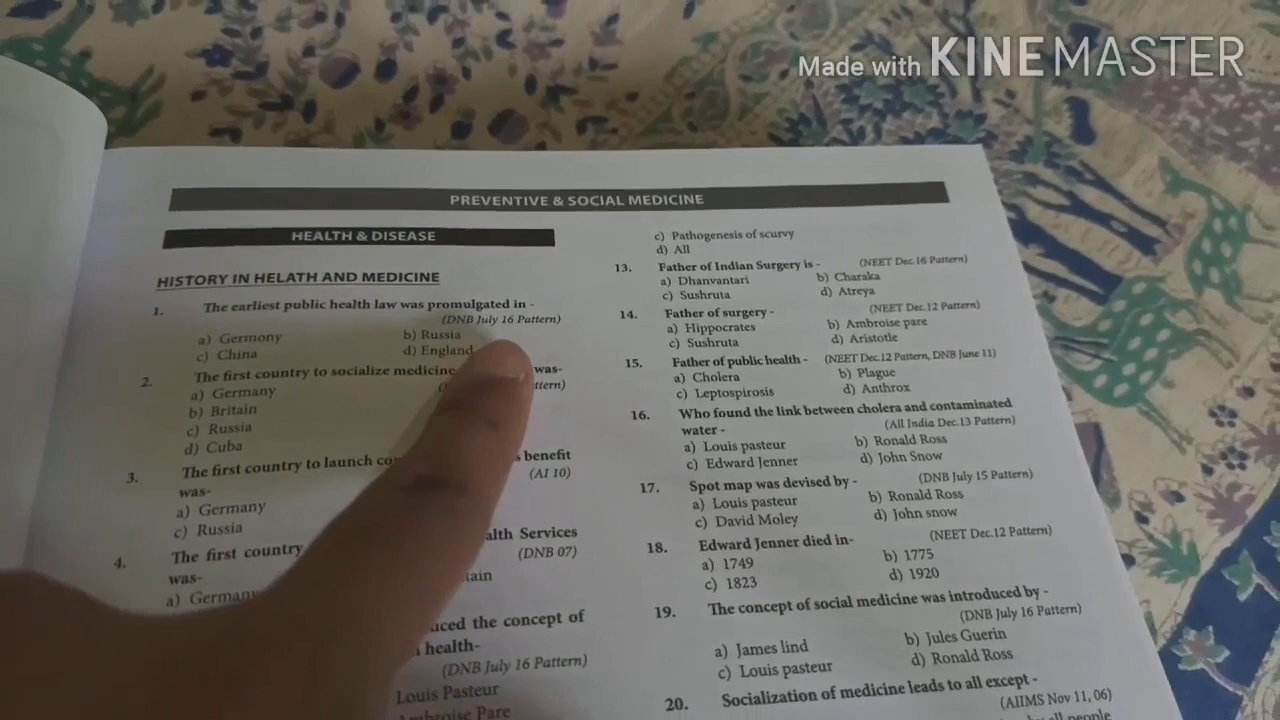 Made with KINEMASTER
PREVENTIVE & SOCIAL MEDICINE
HEALTH & DISEASE
HISTORY IN HELATH AND MEDICINE
1. The earliest public health law was promulgated in -
(DNB July 16 Pattern)
a) Germony b) Russia
c) China d) England
2. The first country to socialize medicine was-
a) Germany
b) Britain
c) Russia
d) Cuba
3. The first country to launch benefit
was- (AI 10)
a) Germany
c) Russia
4. The first country Services
was- (DNB 07)
a) Germany
the concept of
health-
(DNB July 16 Pattern)
Louis Pasteur
Ambroise Pare
c) Pathogenesis of scurvy
d) All
13. Father of Indian Surgery is - (NEET Dec.16 Pattern)
a) Dhanvantari b) Charaka
c) Sushruta d) Atreya
14. Father of surgery - (NEET Dec.12 Pattern)
a) Hippocrates b) Ambroise pare
c) Sushruta d) Aristotle
15. Father of public health - (NEET Dec.12 Pattern, DNB June 11)
a) Cholera b) Plague
c) Leptospirosis d) Anthrox
16. Who found the link between cholera and contaminated
water - (All India Dec.13 Pattern)
a) Louis pasteur b) Ronald Ross
c) Edward Jenner d) John Snow
17. Spot map was devised by - (DNB July 15 Pattern)
a) Louis pasteur b) Ronald Ross
c) David Moley d) John snow
18. Edward Jenner died in- (NEET Dec.12 Pattern)
a) 1749 b) 1775
c) 1823 d) 1920
19. The concept of social medicine was introduced by -
(DNB July 16 Pattern)
a) James lind b) Jules Guerin
c) Louis pasteur d) Ronald Ross
20. Socialization of medicine leads to all except -
(AIIMS Nov 11, 06)
all people